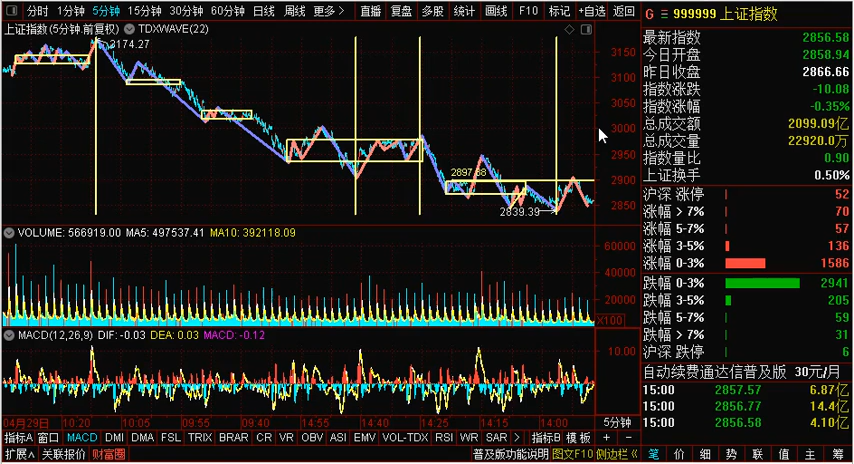 分时 1分钟 5分钟 15分钟 30分钟 60分钟 日线 周线 更多 > 直播 复盘 多股 统计 画线 F10 标记 +自选 返回
G 999999 上证指数
上证指数(5分钟.前复权) TDXWAVE(22)
3174.27
3150
3100
3050
3000
2950
2900
2850
2897.88
2839.39
最新指数 2856.58
今日开盘 2858.94
昨日收盘 2866.66
指数涨跌 -10.08
指数涨幅 -0.35%
总成交额 2099.09亿
总成交量 22920.0万
指数量比 0.90
上证换手 0.50%
沪深 涨停 52
涨幅 > 7% 70
涨幅 5-7% 57
涨幅 3-5% 136
涨幅 0-3% 1586
跌幅 0-3% 2941
跌幅 3-5% 205
跌幅 5-7% 59
跌幅 > 7% 31
沪深 跌停 6
自动续费通达信普及版 30元/月
15:00 2857.57 6.87亿
15:00 2856.77 14.4亿
15:00 2856.58 4.10亿
VOLUME: 566919.00 MA5: 497537.41 MA10: 392118.09
60000
40000
20000
X100
MACD(12,26,9) DIF: -0.03 DEA: 0.03 MACD: -0.12
10.00
04月29日 10:20 10:05 09:55 09:45 14:50 14:40 14:25 14:15 14:00 5分钟
指标A 窗口 MACD DMI DMA FSL TRIX BRAR CR VR OBV ASI EMV VOL-TDX RSI WR SAR > 指标B 模板 + −
扩展∧ 关联报价 财富圈 普及版功能说明 图文F10 侧边栏 《
笔 价 细 势 联 值 主 筹